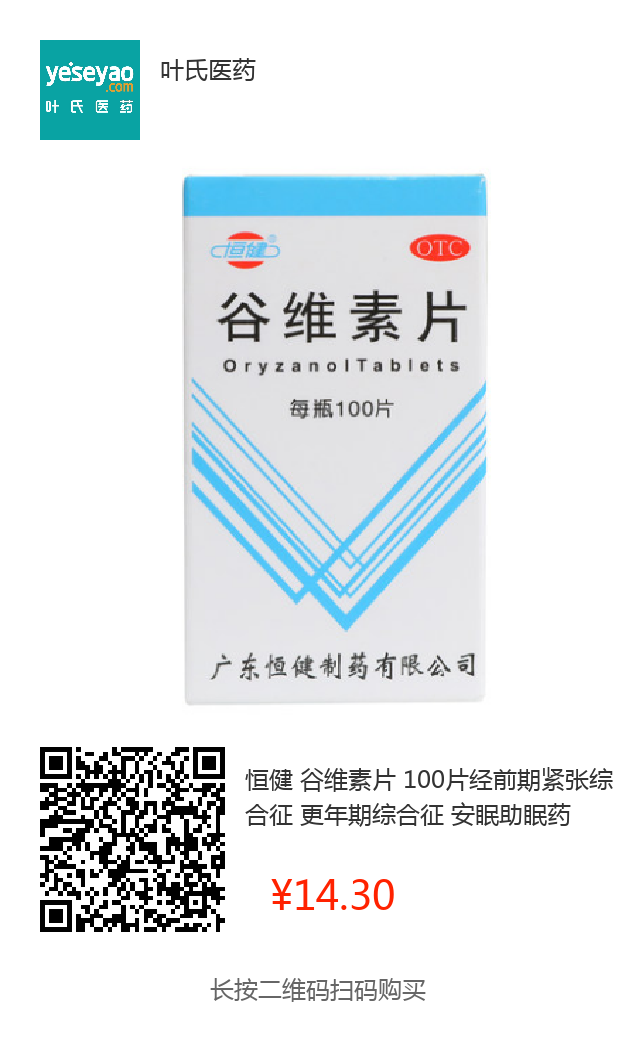 yeseyao
.com
叶氏医药
叶氏医药
恒健®
OTC
谷维素片
OryzanolTablets
每瓶100片
广东恒健制药有限公司
恒健 谷维素片 100片经前期紧张综
合征 更年期综合征 安眠助眠药
¥14.30
长按二维码扫码购买